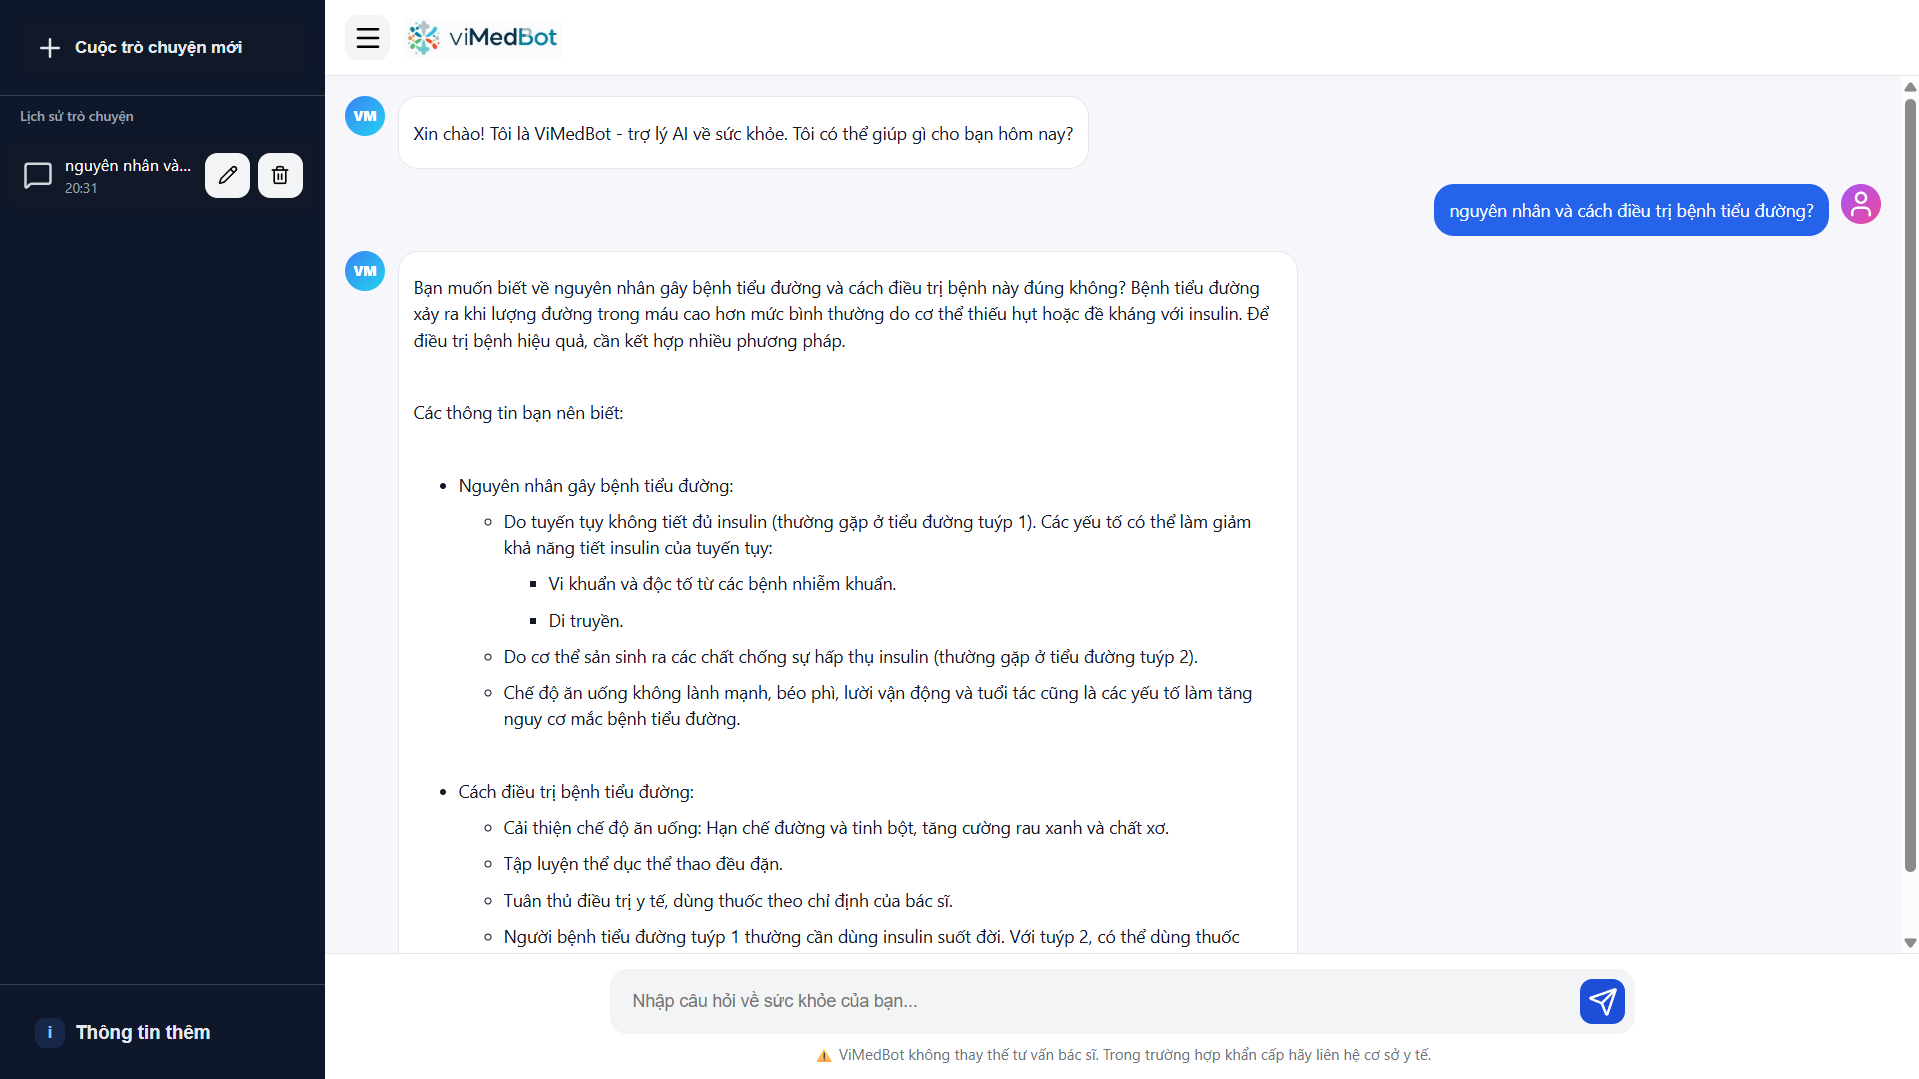 Cuộc trò chuyện mới
Lịch sử trò chuyện
nguyên nhân và...
20:31
i Thông tin thêm
viMedBot
VM
Xin chào! Tôi là ViMedBot - trợ lý AI về sức khỏe. Tôi có thể giúp gì cho bạn hôm nay?
nguyên nhân và cách điều trị bệnh tiểu đường?
VM
Bạn muốn biết về nguyên nhân gây bệnh tiểu đường và cách điều trị bệnh này đúng không? Bệnh tiểu đường
xảy ra khi lượng đường trong máu cao hơn mức bình thường do cơ thể thiếu hụt hoặc đề kháng với insulin. Để
điều trị bệnh hiệu quả, cần kết hợp nhiều phương pháp.
Các thông tin bạn nên biết:
• Nguyên nhân gây bệnh tiểu đường:
◦ Do tuyến tụy không tiết đủ insulin (thường gặp ở tiểu đường tuýp 1). Các yếu tố có thể làm giảm
khả năng tiết insulin của tuyến tụy:
▪ Vi khuẩn và độc tố từ các bệnh nhiễm khuẩn.
▪ Di truyền.
◦ Do cơ thể sản sinh ra các chất chống sự hấp thụ insulin (thường gặp ở tiểu đường tuýp 2).
◦ Chế độ ăn uống không lành mạnh, béo phì, lười vận động và tuổi tác cũng là các yếu tố làm tăng
nguy cơ mắc bệnh tiểu đường.
• Cách điều trị bệnh tiểu đường:
◦ Cải thiện chế độ ăn uống: Hạn chế đường và tinh bột, tăng cường rau xanh và chất xơ.
◦ Tập luyện thể dục thể thao đều đặn.
◦ Tuân thủ điều trị y tế, dùng thuốc theo chỉ định của bác sĩ.
◦ Người bệnh tiểu đường tuýp 1 thường cần dùng insulin suốt đời. Với tuýp 2, có thể dùng thuốc
Nhập câu hỏi về sức khỏe của bạn...
⚠ ViMedBot không thay thế tư vấn bác sĩ. Trong trường hợp khẩn cấp hãy liên hệ cơ sở y tế.